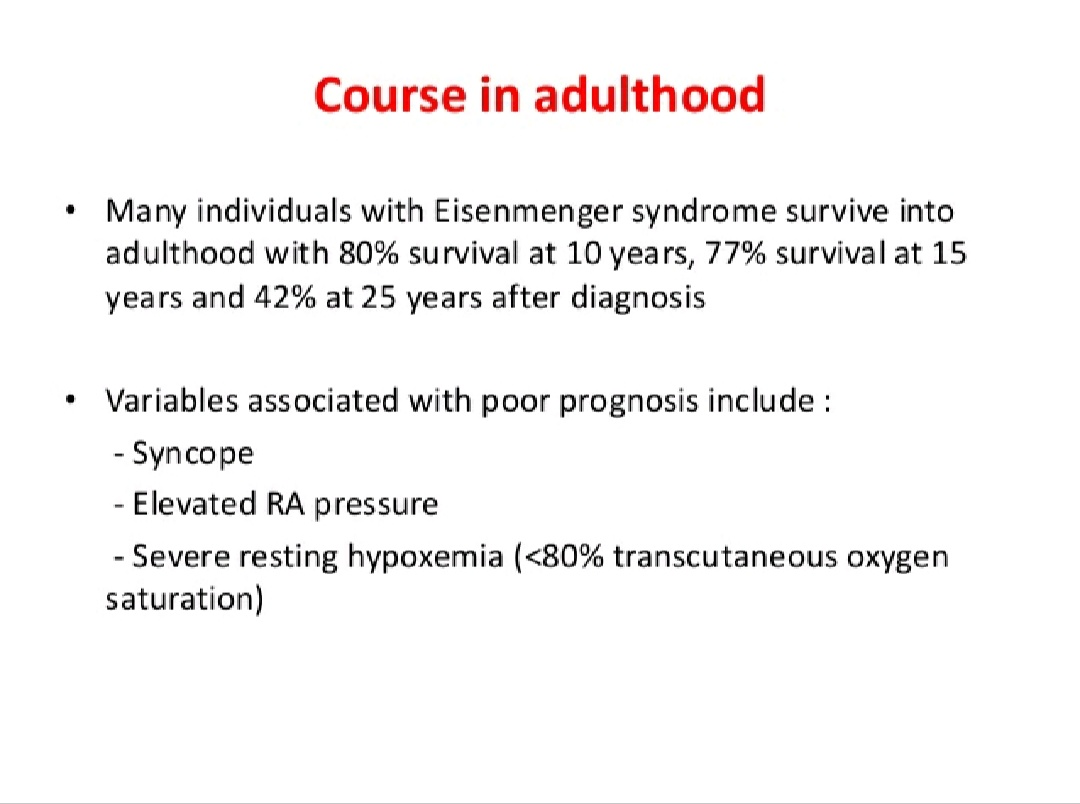 Course in adulthood
• Many individuals with Eisenmenger syndrome survive into
adulthood with 80% survival at 10 years, 77% survival at 15
years and 42% at 25 years after diagnosis
• Variables associated with poor prognosis include :
- Syncope
- Elevated RA pressure
- Severe resting hypoxemia (<80% transcutaneous oxygen
saturation)